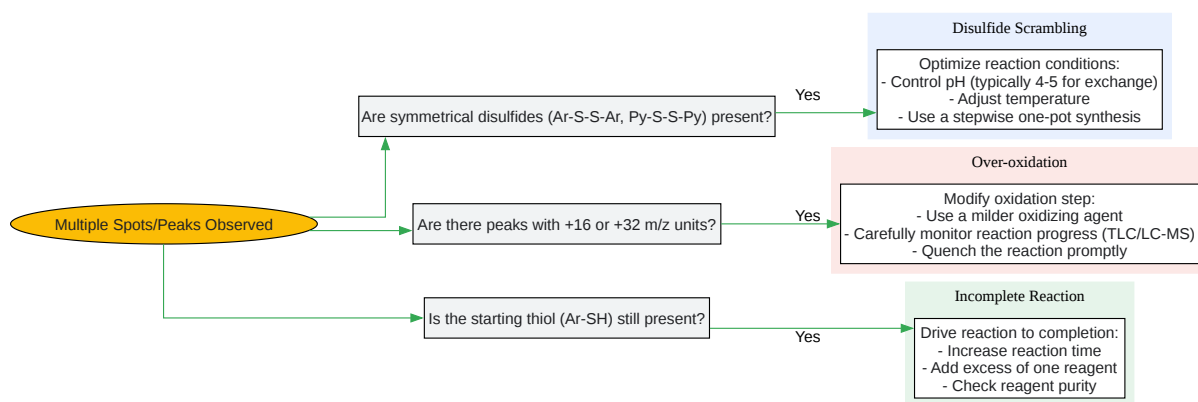 Multiple Spots/Peaks Observed
Are symmetrical disulfides (Ar-S-S-Ar, Py-S-S-Py) present?
Yes
Disulfide Scrambling
Optimize reaction conditions:
- Control pH (typically 4-5 for exchange)
- Adjust temperature
- Use a stepwise one-pot synthesis
Are there peaks with +16 or +32 m/z units?
Yes
Over-oxidation
Modify oxidation step:
- Use a milder oxidizing agent
- Carefully monitor reaction progress (TLC/LC-MS)
- Quench the reaction promptly
Is the starting thiol (Ar-SH) still present?
Yes
Incomplete Reaction
Drive reaction to completion:
- Increase reaction time
- Add excess of one reagent
- Check reagent purity